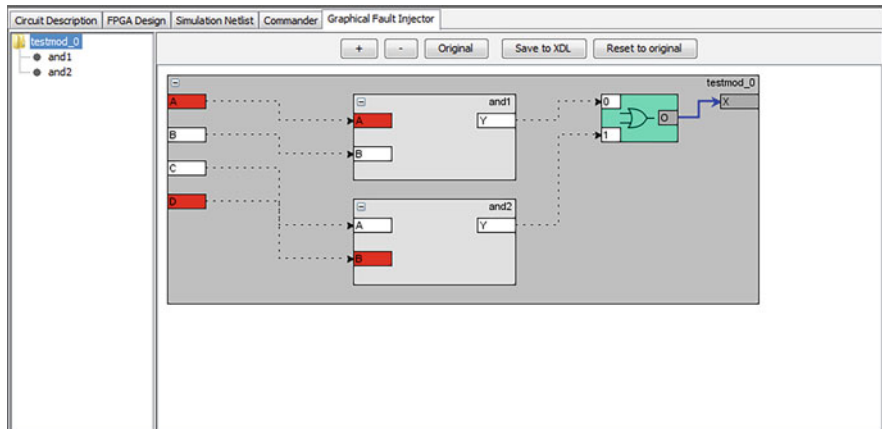 Circuit Description FPGA Design Simulation Netlist Commander Graphical Fault Injector
testmod_0
and1
and2
+ - Original Save to XDL Reset to original
testmod_0
A
B
C
D
and1
A
B
Y
and2
A
B
Y
0
1
O
X